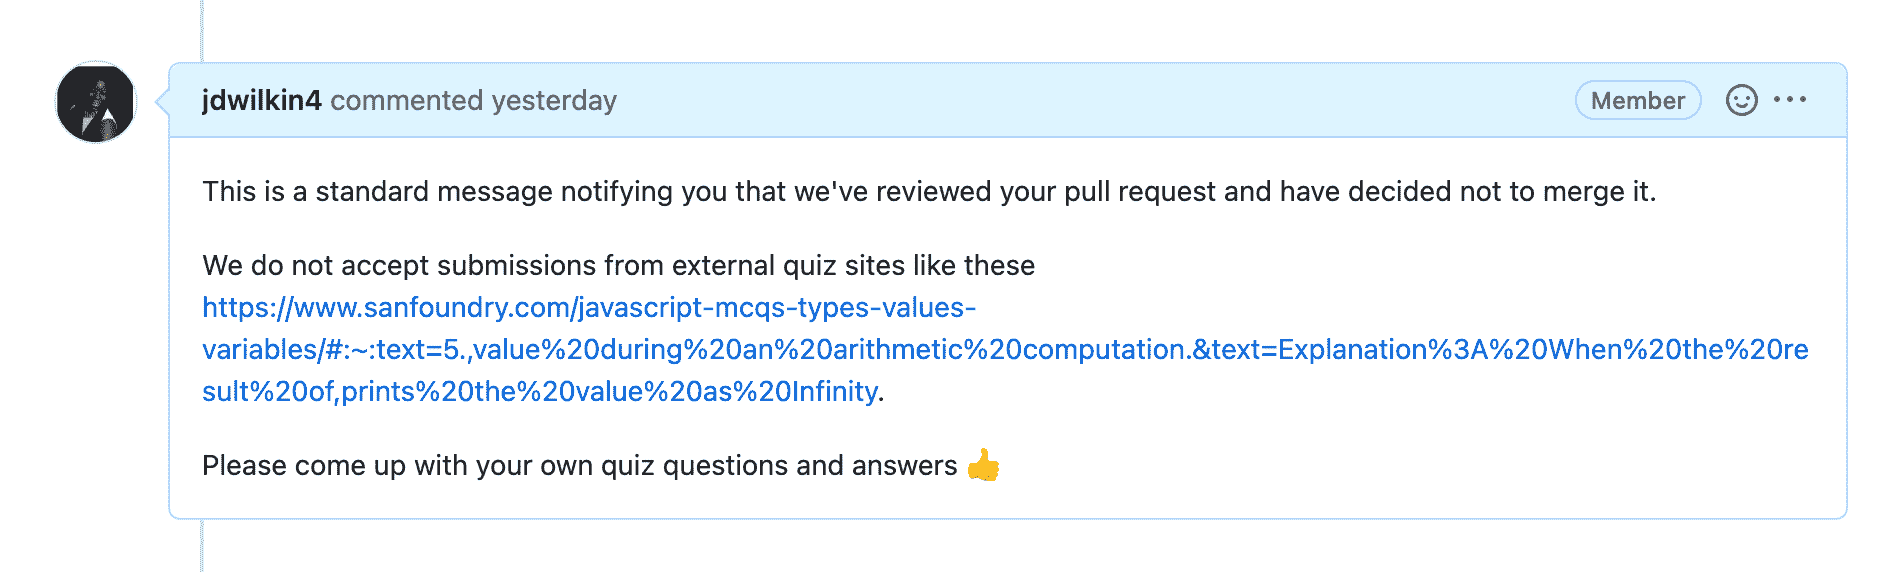 jdwilkin4 commented yesterday Member
This is a standard message notifying you that we've reviewed your pull request and have decided not to merge it.
We do not accept submissions from external quiz sites like these
https://www.sanfoundry.com/javascript-mcqs-types-values-
variables/#:~:text=5.,value%20during%20an%20arithmetic%20computation.&text=Explanation%3A%20When%20the%20re
sult%20of,prints%20the%20value%20as%20Infinity.
Please come up with your own quiz questions and answers 👍